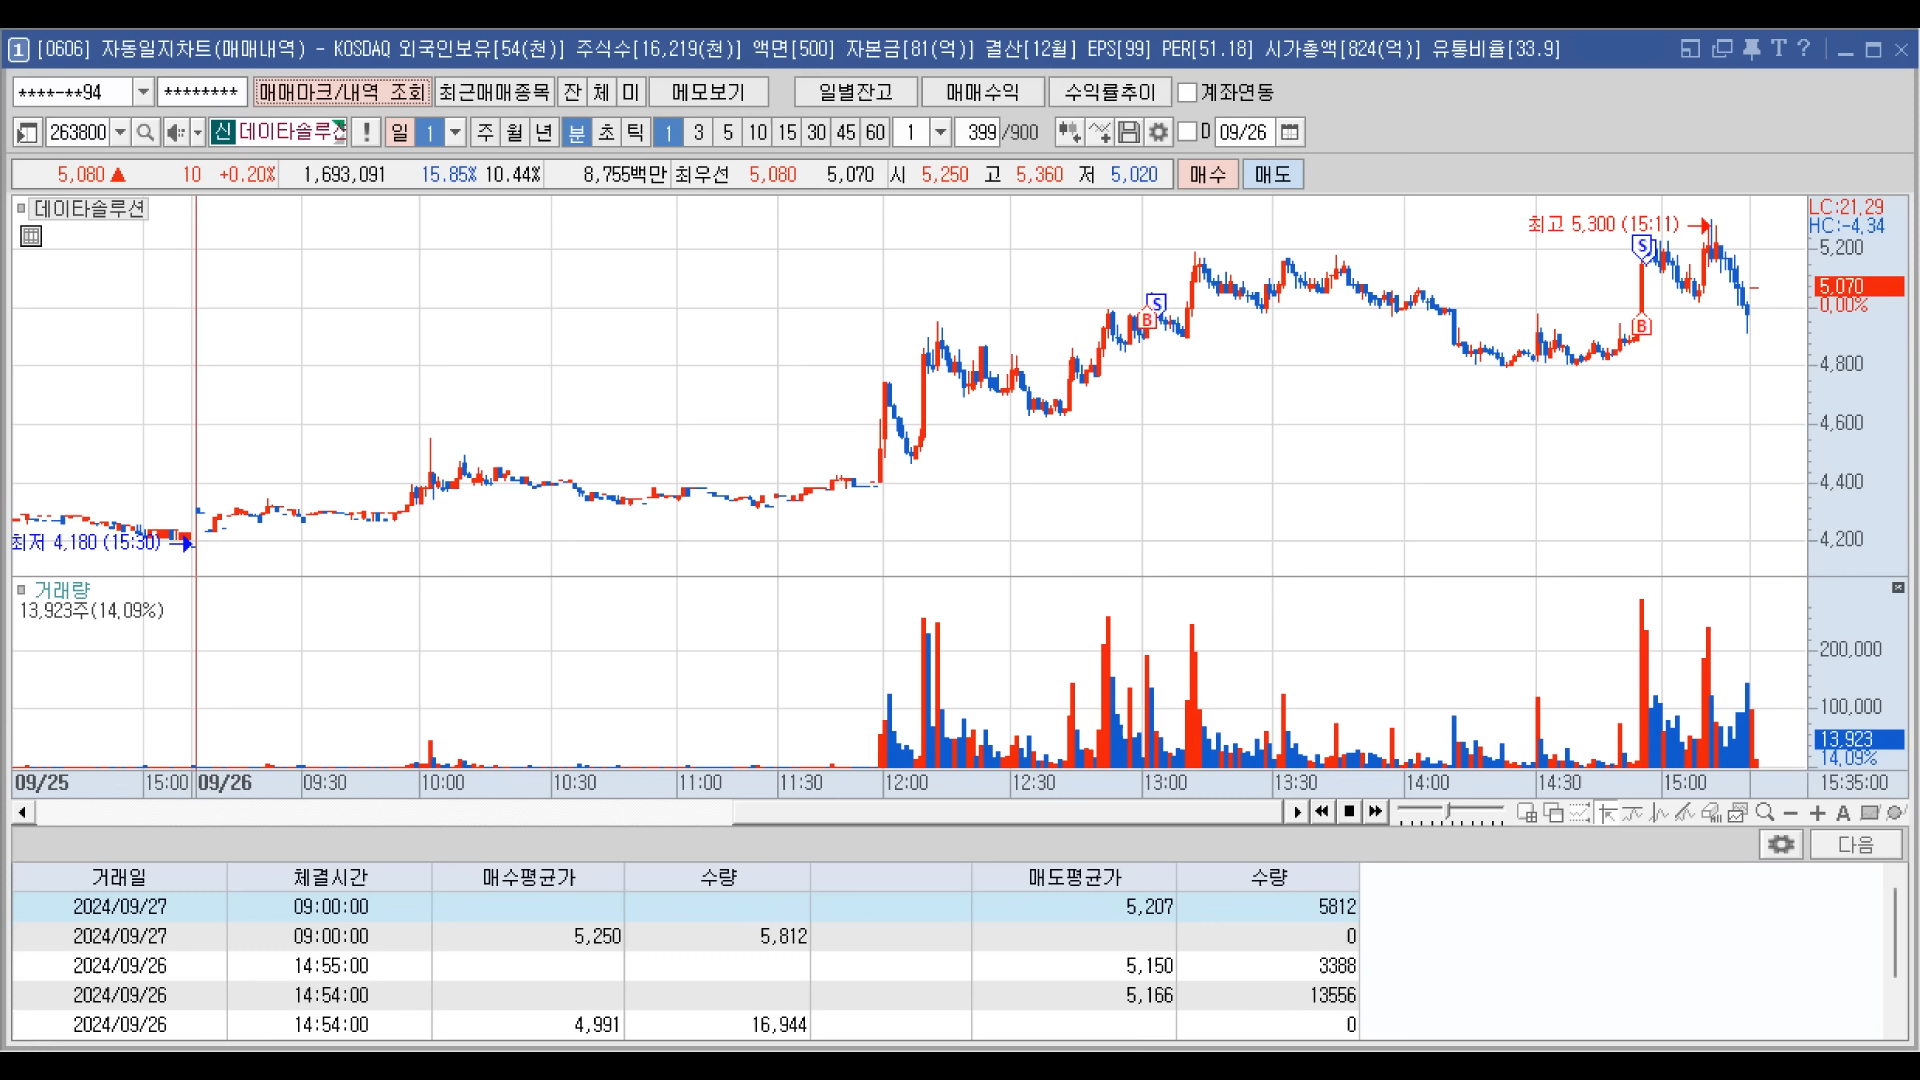 1 [0606] 자동일지차트(매매내역) - KOSDAQ 외국인보유[54(천)] 주식수[16,219(천)] 액면[500] 자본금[81(억)] 결산[12월] EPS[99] PER[51.18] 시가총액[824(억)] 유통비율[33.9] T ?
****-**94 ******** 매매마크/내역 조회 최근매매종목 잔 체 미 메모보기 일별잔고 매매수익 수익률추이 계좌연동
263800 신 데이타솔루션 ! 일 1 주 월 년 분 초 틱 1 3 5 10 15 30 45 60 1 399 /900 D 09/26
5,080 ▲ 10 +0.20% 1,693,091 15.85% 10.44% 8,755백만 최우선 5,080 5,070 시 5,250 고 5,360 저 5,020 매수 매도
데이타솔루션
LC:21.29
HC:-4.34
최고 5,300 (15:11)
5,200
S
5,070
0.00%
S
B
B
4,800
4,600
4,400
최저 4,180 (15:30)
4,200
거래량
13,923주(14.09%)
200,000
100,000
13,923
14.09%
09/25 15:00 09/26 09:30 10:00 10:30 11:00 11:30 12:00 12:30 13:00 13:30 14:00 14:30 15:00 15:35:00
A
다음
거래일 체결시간 매수평균가 수량 매도평균가 수량
2024/09/27 09:00:00 5,207 5812
2024/09/27 09:00:00 5,250 5,812 0
2024/09/26 14:55:00 5,150 3388
2024/09/26 14:54:00 5,166 13556
2024/09/26 14:54:00 4,991 16,944 0